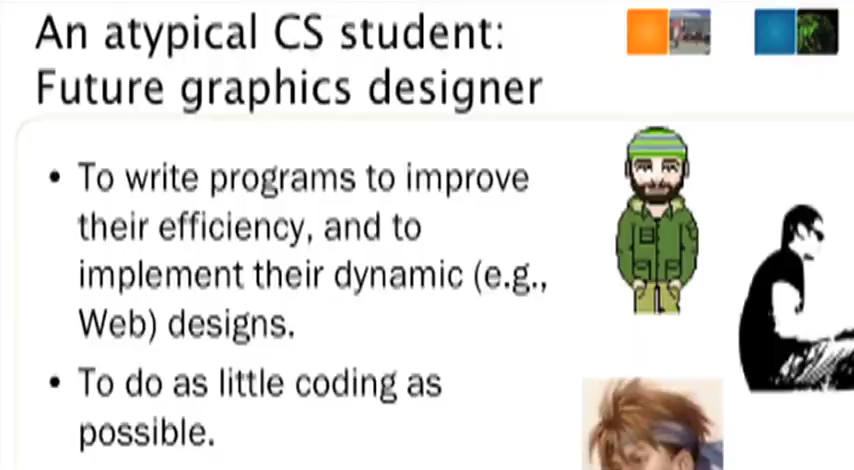 An atypical CS student:
Future graphics designer
• To write programs to improve
their efficiency, and to
implement their dynamic (e.g.,
Web) designs.
• To do as little coding as
possible.